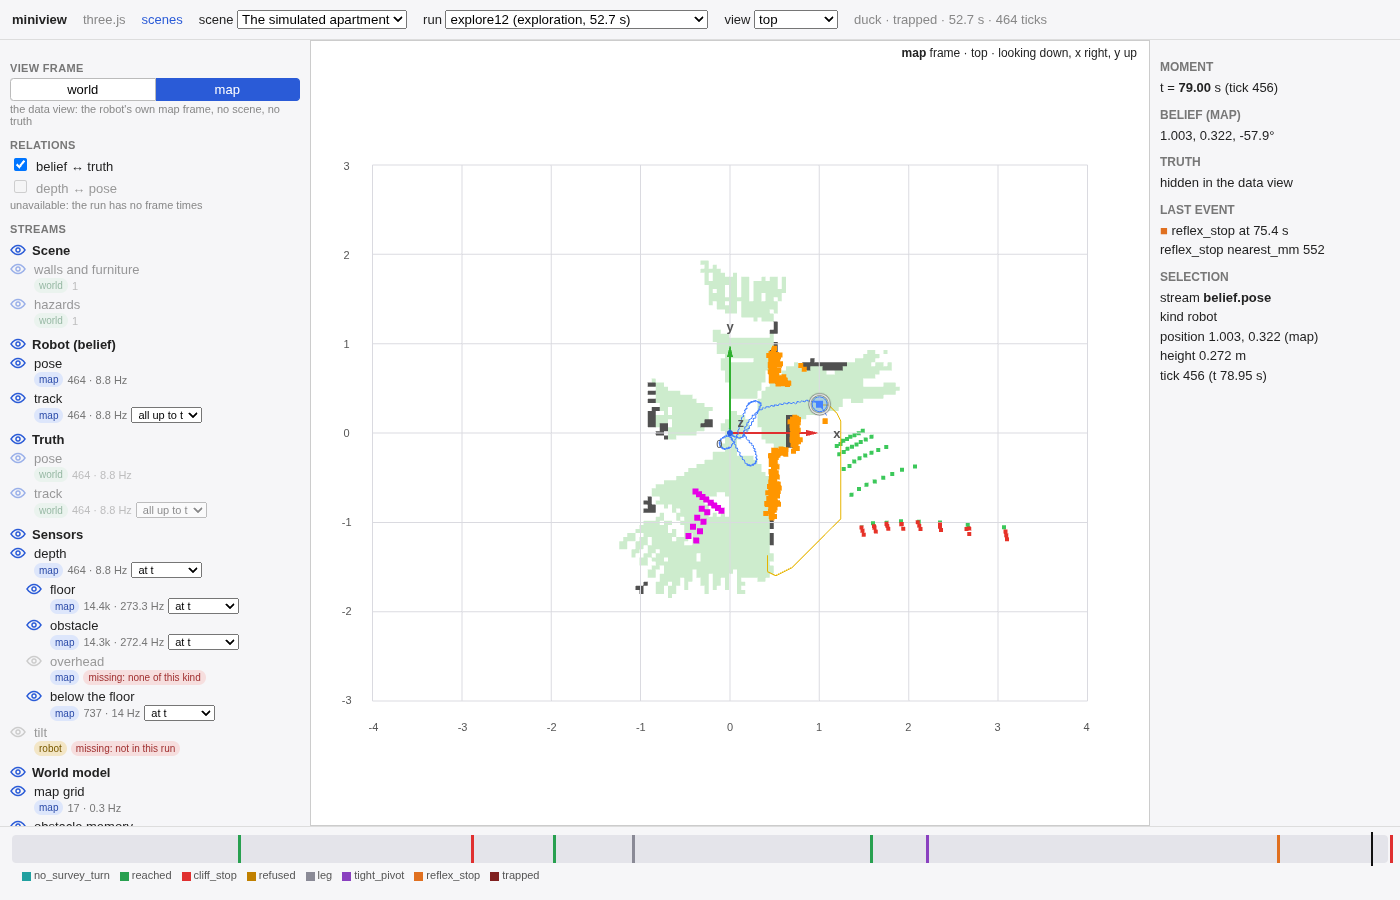 miniview three.js scenes scene The simulated apartment run explore12 (exploration, 52.7 s) view top duck · trapped · 52.7 s · 464 ticks
VIEW FRAME
world map
the data view: the robot's own map frame, no scene, no
truth
RELATIONS
belief ↔ truth
depth ↔ pose
unavailable: the run has no frame times
STREAMS
Scene
walls and furniture
world 1
hazards
world 1
Robot (belief)
pose
map 464 · 8.8 Hz
track
map 464 · 8.8 Hz all up to t
Truth
pose
world 464 · 8.8 Hz
track
world 464 · 8.8 Hz all up to t
Sensors
depth
map 464 · 8.8 Hz at t
floor
map 14.4k · 273.3 Hz at t
obstacle
map 14.3k · 272.4 Hz at t
overhead
map missing: none of this kind
below the floor
map 737 · 14 Hz at t
tilt
robot missing: not in this run
World model
map grid
map 17 · 0.3 Hz
obstacle memory
map frame · top · looking down, x right, y up
3
2
1
0
-1
-2
-3
-4 -3 -2 -1 0 1 2 3 4
y
z
x
0
MOMENT
t = 79.00 s (tick 456)
BELIEF (MAP)
1.003, 0.322, -57.9°
TRUTH
hidden in the data view
LAST EVENT
reflex_stop at 75.4 s
reflex_stop nearest_mm 552
SELECTION
stream belief.pose
kind robot
position 1.003, 0.322 (map)
height 0.272 m
tick 456 (t 78.95 s)
no_survey_turn reached cliff_stop refused leg tight_pivot reflex_stop trapped